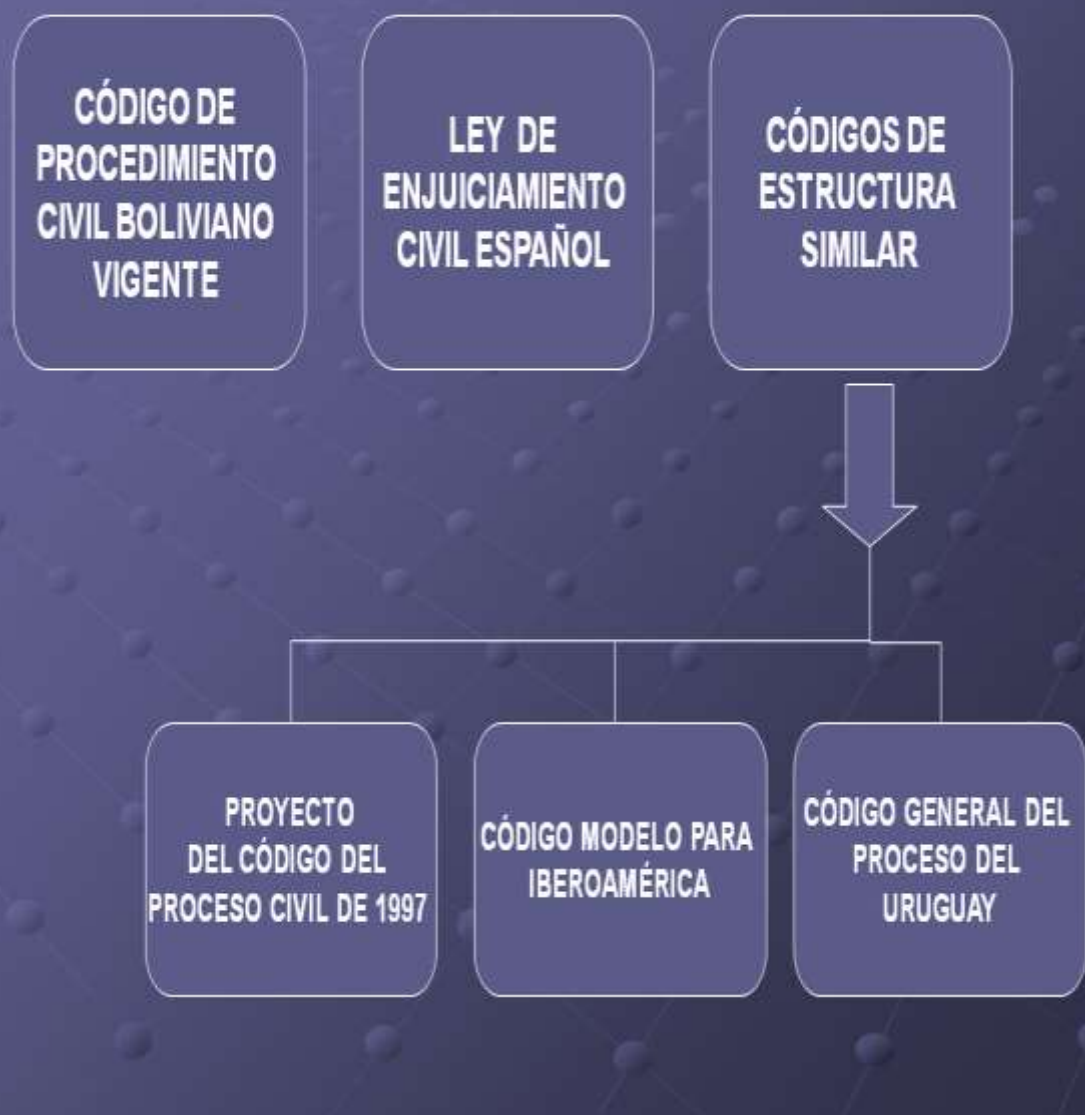 CÓDIGO DE
PROCEDIMIENTO
CIVIL BOLIVIANO
VIGENTE
LEY DE
ENJUICIAMIENTO
CIVIL ESPAÑOL
CÓDIGOS DE
ESTRUCTURA
SIMILAR
PROYECTO
DEL CÓDIGO DEL
PROCESO CIVIL DE 1997
CÓDIGO MODELO PARA
IBEROAMÉRICA
CÓDIGO GENERAL DEL
PROCESO DEL
URUGUAY